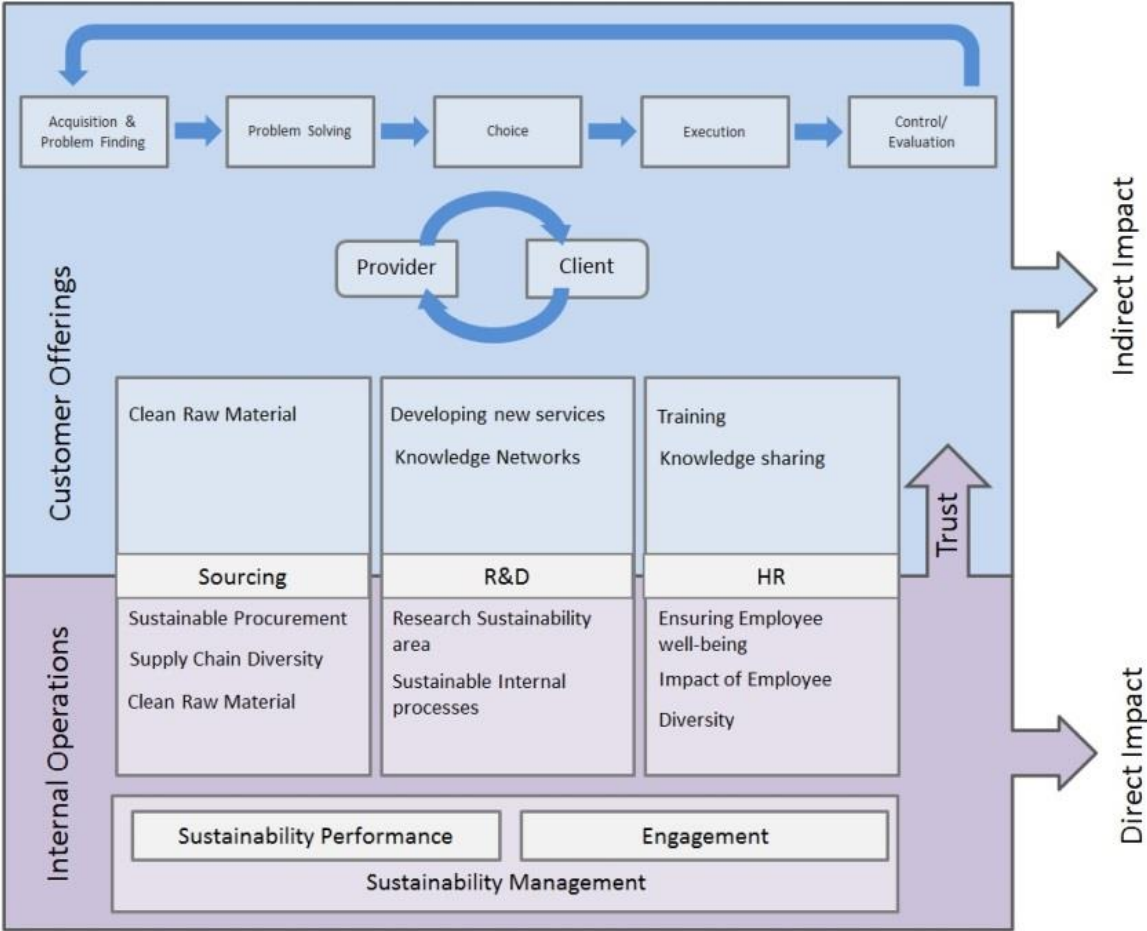 Acquisition &
Problem Finding
Problem Solving
Choice
Execution
Control/
Evaluation
Provider
Client
Customer Offerings
Indirect Impact
Clean Raw Material
Developing new services
Knowledge Networks
Training
Knowledge sharing
Trust
Sourcing
R&D
HR
Internal Operations
Direct Impact
Sustainable Procurement
Supply Chain Diversity
Clean Raw Material
Research Sustainability
area
Sustainable Internal
processes
Ensuring Employee
well-being
Impact of Employee
Diversity
Sustainability Performance
Engagement
Sustainability Management